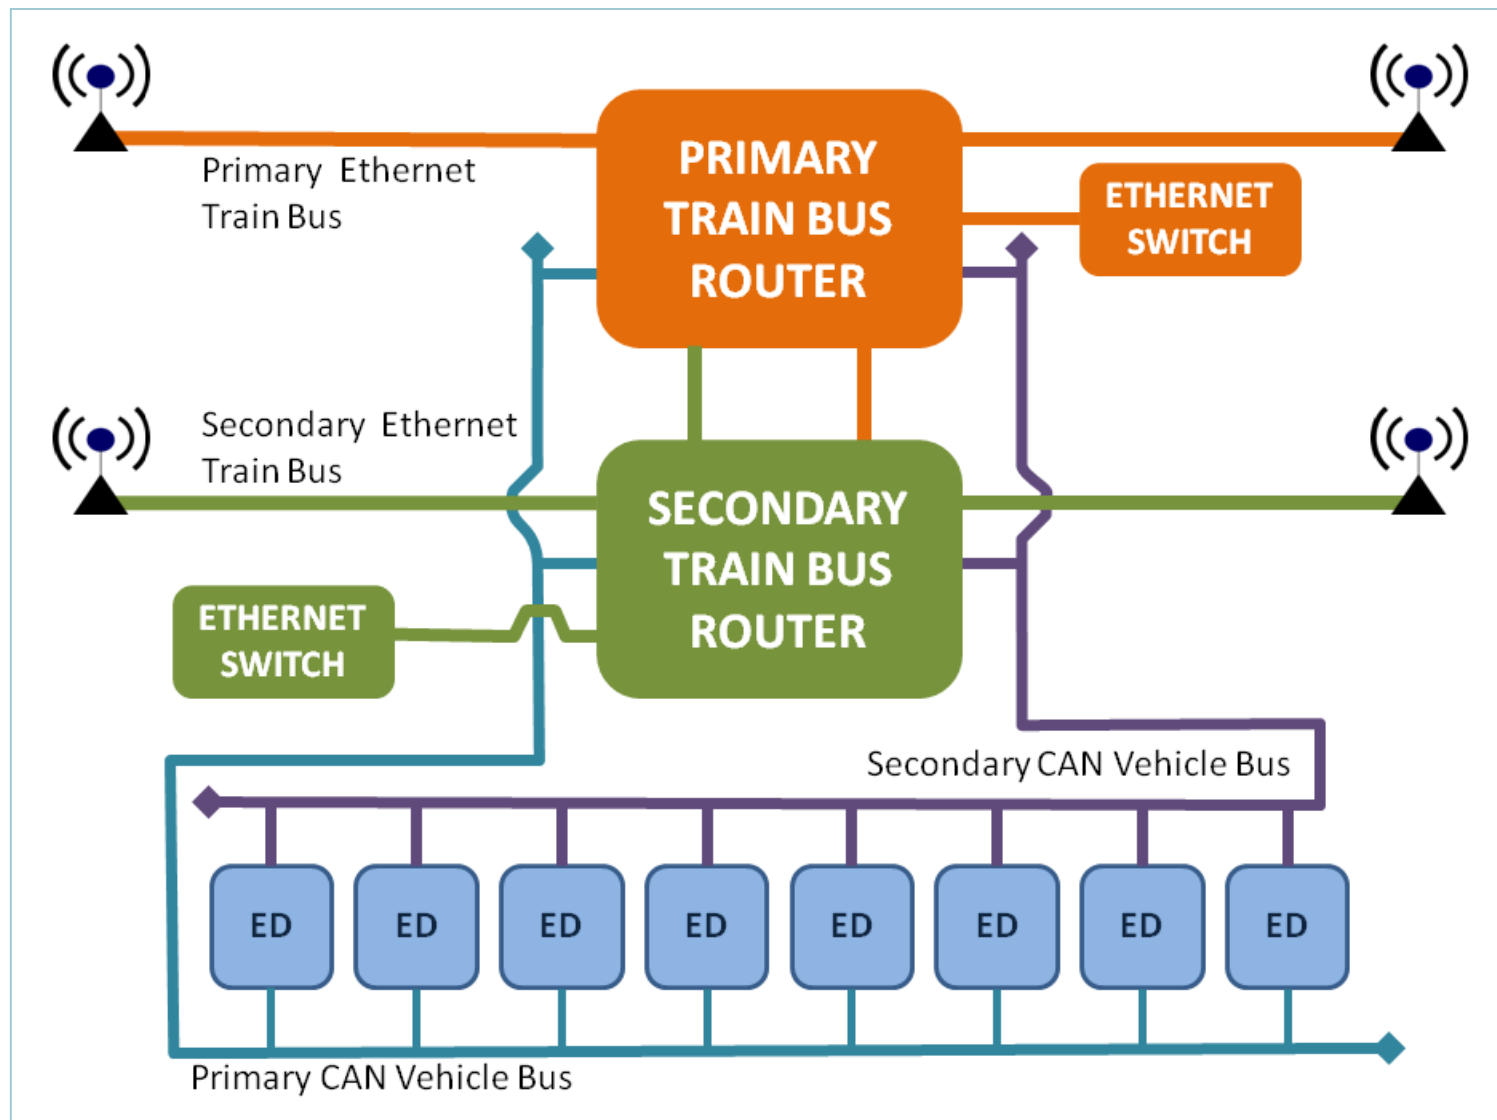 Primary Ethernet
Train Bus
PRIMARY
TRAIN BUS
ROUTER
ETHERNET
SWITCH
Secondary Ethernet
Train Bus
SECONDARY
TRAIN BUS
ROUTER
ETHERNET
SWITCH
Secondary CAN Vehicle Bus
ED ED ED ED ED ED ED ED
Primary CAN Vehicle Bus